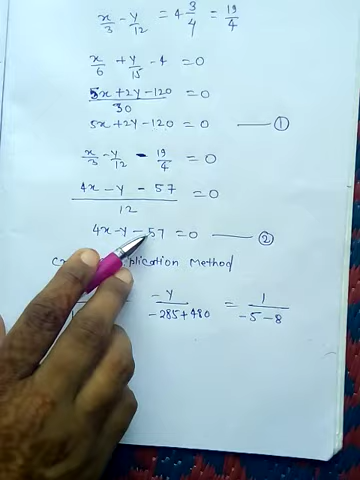 x/3 - y/12 = 4 3/4 = 19/4
x/6 + y/15 - 4 = 0
5x + 2y - 120 / 30 = 0
5x + 2y - 120 = 0 —— ①
x/3 - y/12 - 19/4 = 0
4x - y - 57 / 12 = 0
4x - y - 57 = 0 —— ②
Method
-y / -285 + 480 = 1 / -5 - 8